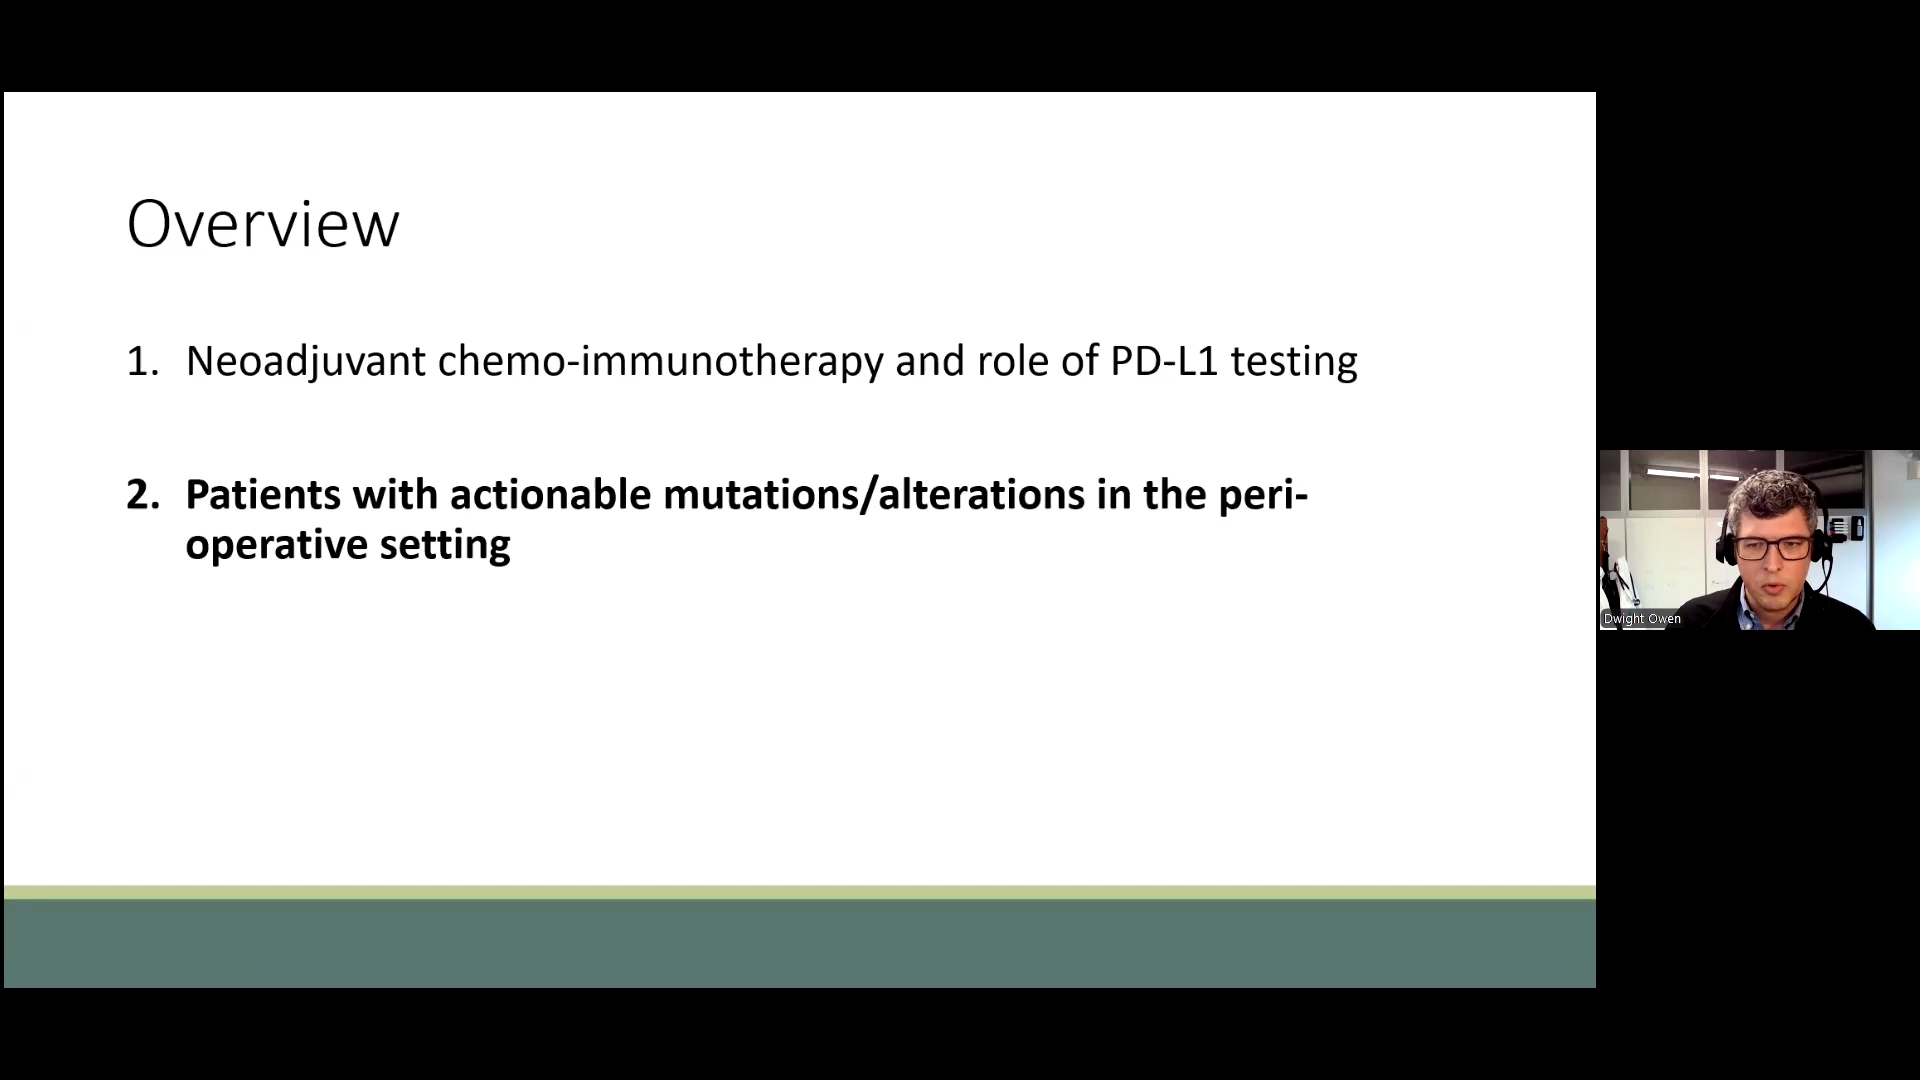 Overview
1. Neoadjuvant chemo-immunotherapy and role of PD-L1 testing
2. Patients with actionable mutations/alterations in the peri-
operative setting
Dwight Owen